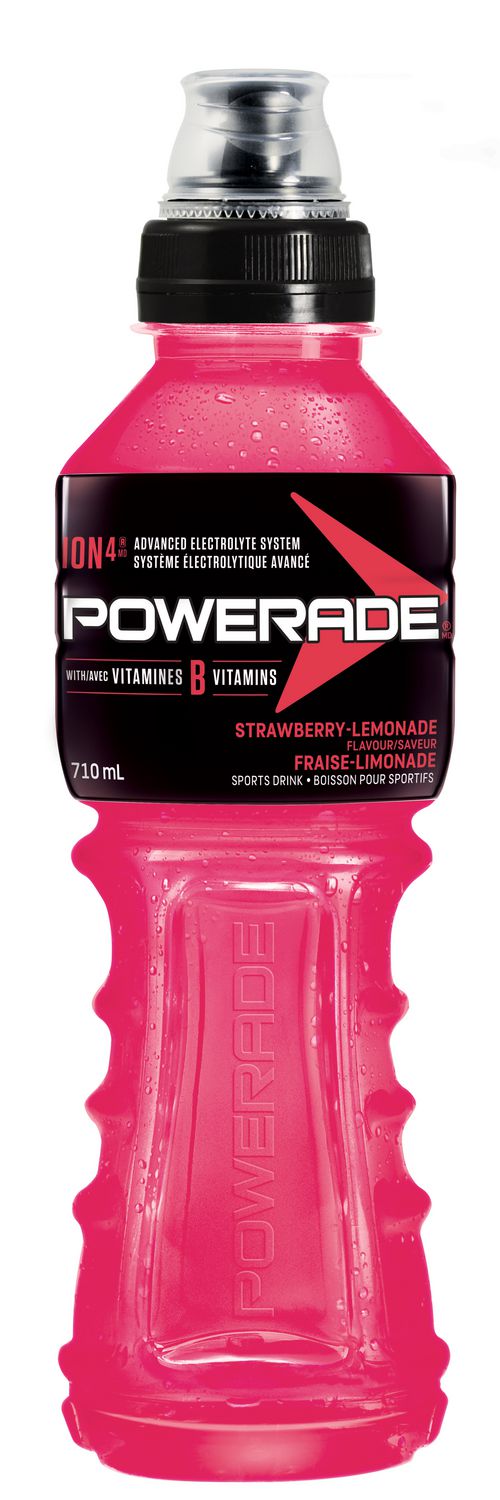 ION4® MD ADVANCED ELECTROLYTE SYSTEM
SYSTÈME ÉLECTROLYTIQUE AVANCÉ
POWERADE ® MD
WITH/AVEC VITAMINES B VITAMINS
STRAWBERRY-LEMONADE
FLAVOUR/SAVEUR
FRAISE-LIMONADE
710 mL
SPORTS DRINK • BOISSON POUR SPORTIFS
POWERADE